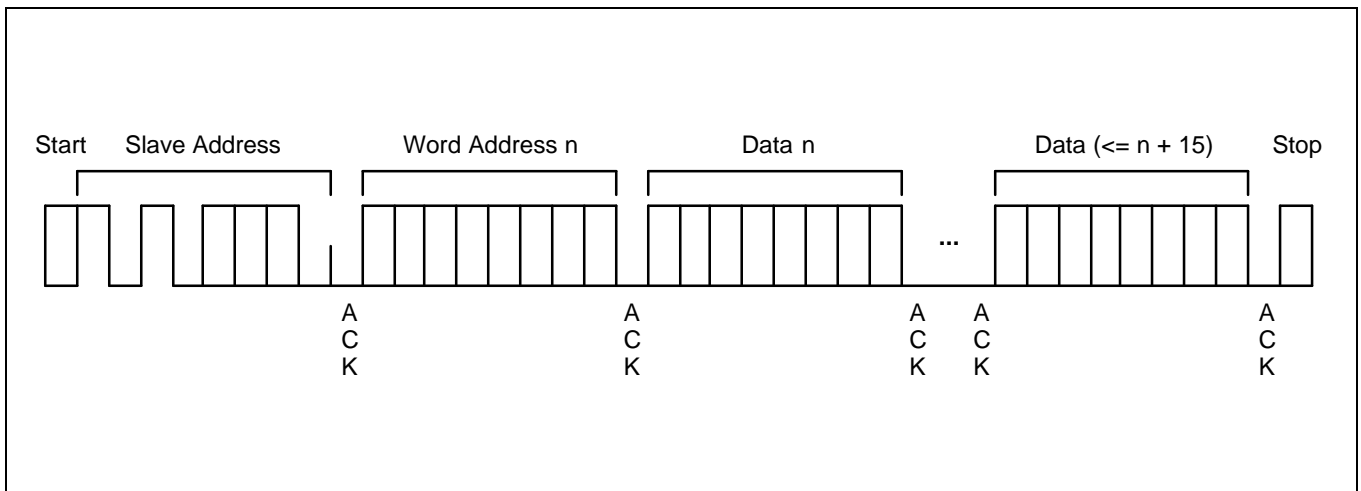 Start Slave Address Word Address n Data n Data (<= n + 15) Stop
...
A A A A A
C C C C C
K K K K K